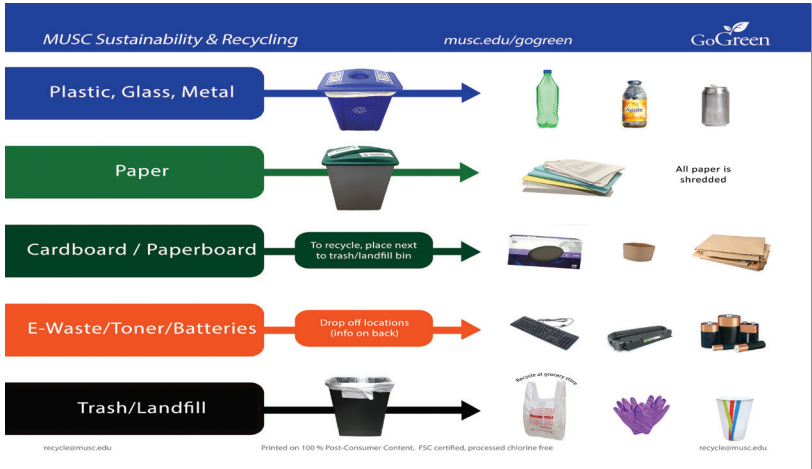 MUSC Sustainability & Recycling
musc.edu/gogreen
GoGreen
Plastic, Glass, Metal
Apple
Paper
All paper is
shredded
Cardboard / Paperboard
To recycle, place next
to trash/landfill bin
E-Waste/Toner/Batteries
Drop off locations
(info on back)
Trash/Landfill
Recycle at grocery store
THANK YOU
recycle@musc.edu
Printed on 100 % Post-Consumer Content, FSC certified, processed chlorine free
recycle@musc.edu